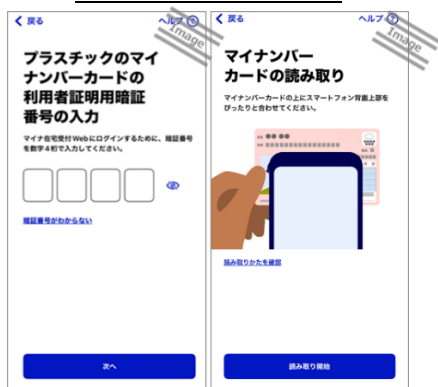 戻る
ヘルプ
Image
プラスチックのマイ
ナンバーカードの
利用者証明用暗証
番号の入力
マイナ在宅受付Webにログインするために、暗証番号
を数字4桁で入力してください。
暗証番号がわからない
次へ
戻る
ヘルプ
Image
マイナンバー
カードの読み取り
マイナンバーカードの上にスマートフォン背面上部を
ぴったりと合わせてください。
読み取りかたを確認
読み取り開始